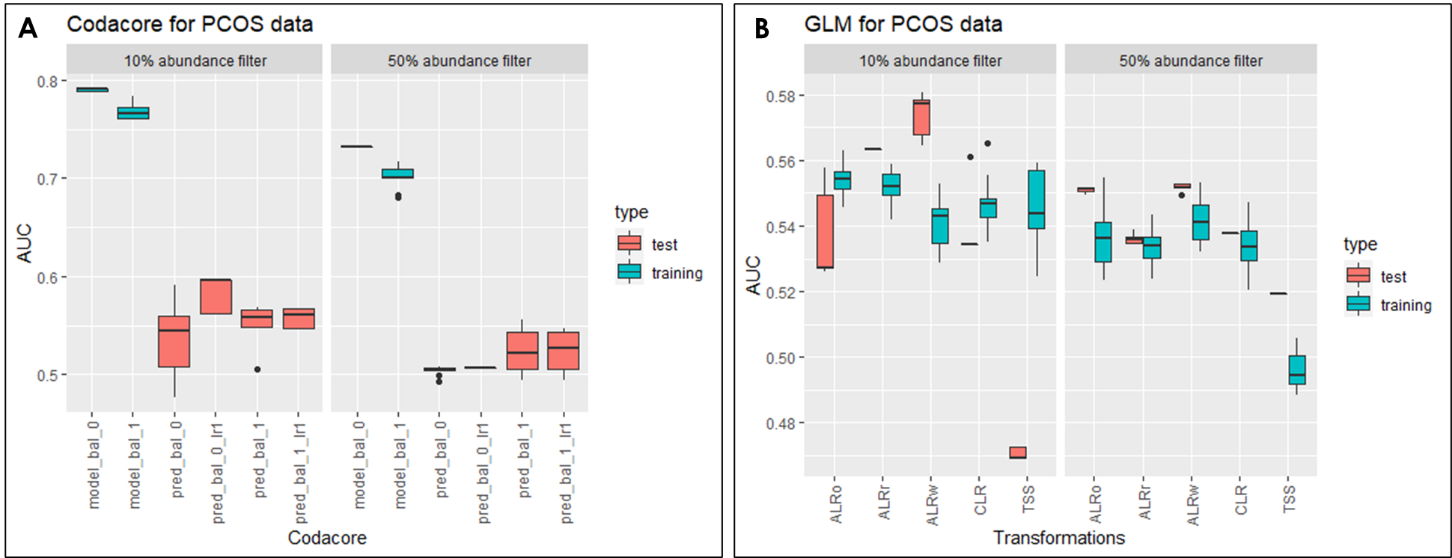 A
Codacore for PCOS data
10% abundance filter
50% abundance filter
0.8
0.7
0.6
0.5
AUC
model_bal_0
model_bal_1
pred_bal_0
pred_bal_0_lr1
pred_bal_1
pred_bal_1_lr1
model_bal_0
model_bal_1
pred_bal_0
pred_bal_0_lr1
pred_bal_1
pred_bal_1_lr1
Codacore
type
test
training
B
GLM for PCOS data
10% abundance filter
50% abundance filter
0.58
0.56
0.54
0.52
0.50
0.48
AUC
ALRo
ALRr
ALRw
CLR
TSS
ALRo
ALRr
ALRw
CLR
TSS
Transformations
type
test
training